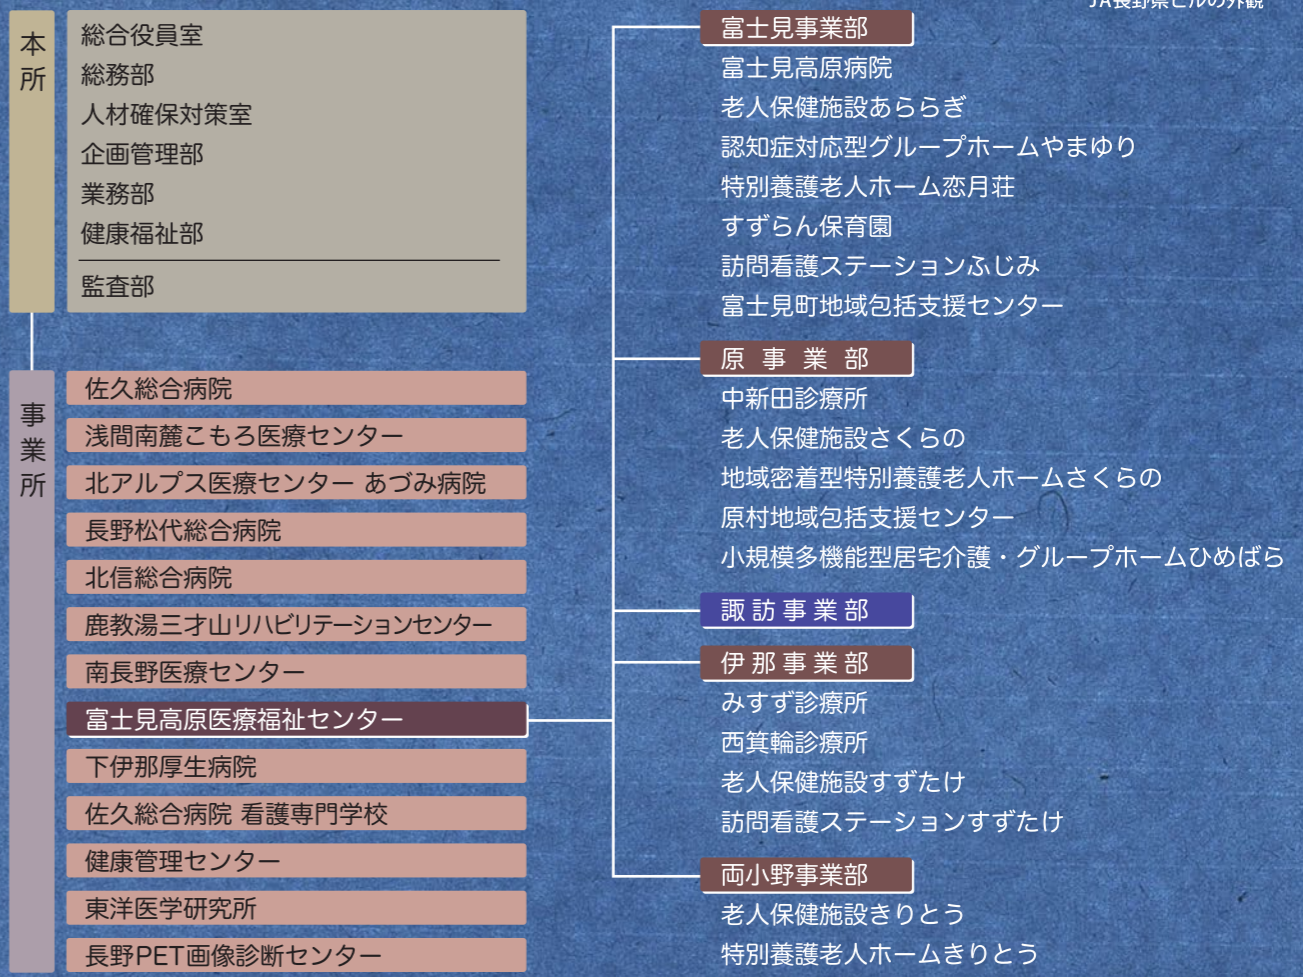 JA長野県ビルの外観
本所
総合役員室
総務部
人材確保対策室
企画管理部
業務部
健康福祉部
監査部
事業所
佐久総合病院
浅間南麓こもろ医療センター
北アルプス医療センター あづみ病院
長野松代総合病院
北信総合病院
鹿教湯三才山リハビリテーションセンター
南長野医療センター
富士見高原医療福祉センター
下伊那厚生病院
佐久総合病院 看護専門学校
健康管理センター
東洋医学研究所
長野PET画像診断センター
富士見事業部
富士見高原病院
老人保健施設あららぎ
認知症対応型グループホームやまゆり
特別養護老人ホーム恋月荘
すずらん保育園
訪問看護ステーションふじみ
富士見町地域包括支援センター
原事業部
中新田診療所
老人保健施設さくらの
地域密着型特別養護老人ホームさくらの
原村地域包括支援センター
小規模多機能型居宅介護・グループホームひめばら
諏訪事業部
伊那事業部
みすず診療所
西箕輪診療所
老人保健施設すずたけ
訪問看護ステーションすずたけ
両小野事業部
老人保健施設きりとう
特別養護老人ホームきりとう